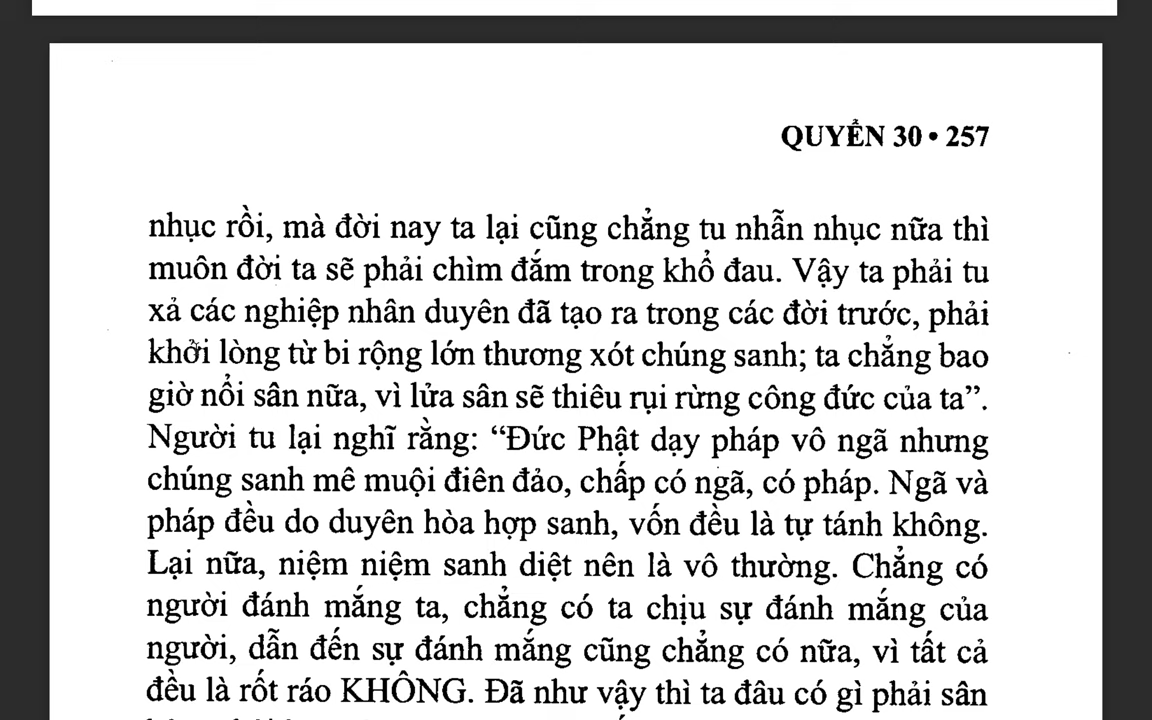 QUYỂN 30 • 257
nhục rồi, mà đời nay ta lại cũng chẳng tu nhẫn nhục nữa thì
muôn đời ta sẽ phải chìm đắm trong khổ đau. Vậy ta phải tu
xả các nghiệp nhân duyên đã tạo ra trong các đời trước, phải
khởi lòng từ bi rộng lớn thương xót chúng sanh; ta chẳng bao
giờ nổi sân nữa, vì lửa sân sẽ thiêu rụi rừng công đức của ta”.
Người tu lại nghĩ rằng: “Đức Phật dạy pháp vô ngã nhưng
chúng sanh mê muội điên đảo, chấp có ngã, có pháp. Ngã và
pháp đều do duyên hòa hợp sanh, vốn đều là tự tánh không.
Lại nữa, niệm niệm sanh diệt nên là vô thường. Chẳng có
người đánh mắng ta, chẳng có ta chịu sự đánh mắng của
người, dẫn đến sự đánh mắng cũng chẳng có nữa, vì tất cả
đều là rốt ráo KHÔNG. Đã như vậy thì ta đâu có gì phải sân